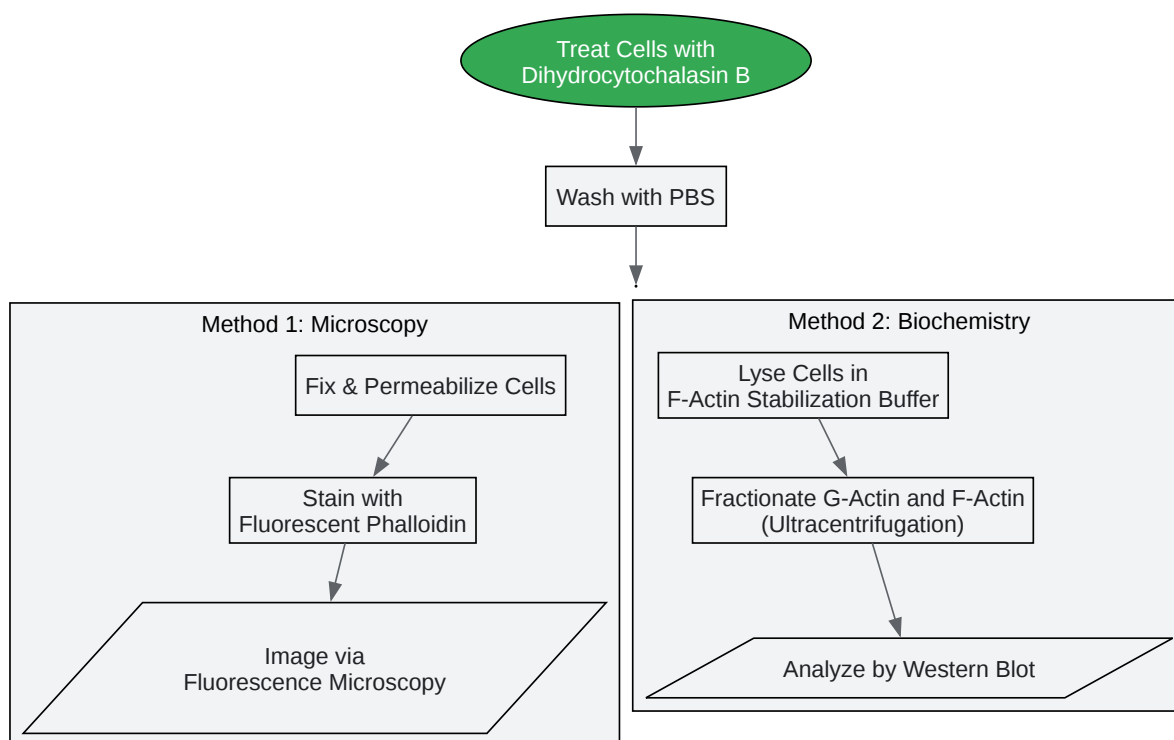 Treat Cells with
Dihydrocytochalasin B
Wash with PBS
Method 1: Microscopy
Fix & Permeabilize Cells
Stain with
Fluorescent Phalloidin
Image via
Fluorescence Microscopy
Method 2: Biochemistry
Lyse Cells in
F-Actin Stabilization Buffer
Fractionate G-Actin and F-Actin
(Ultracentrifugation)
Analyze by Western Blot